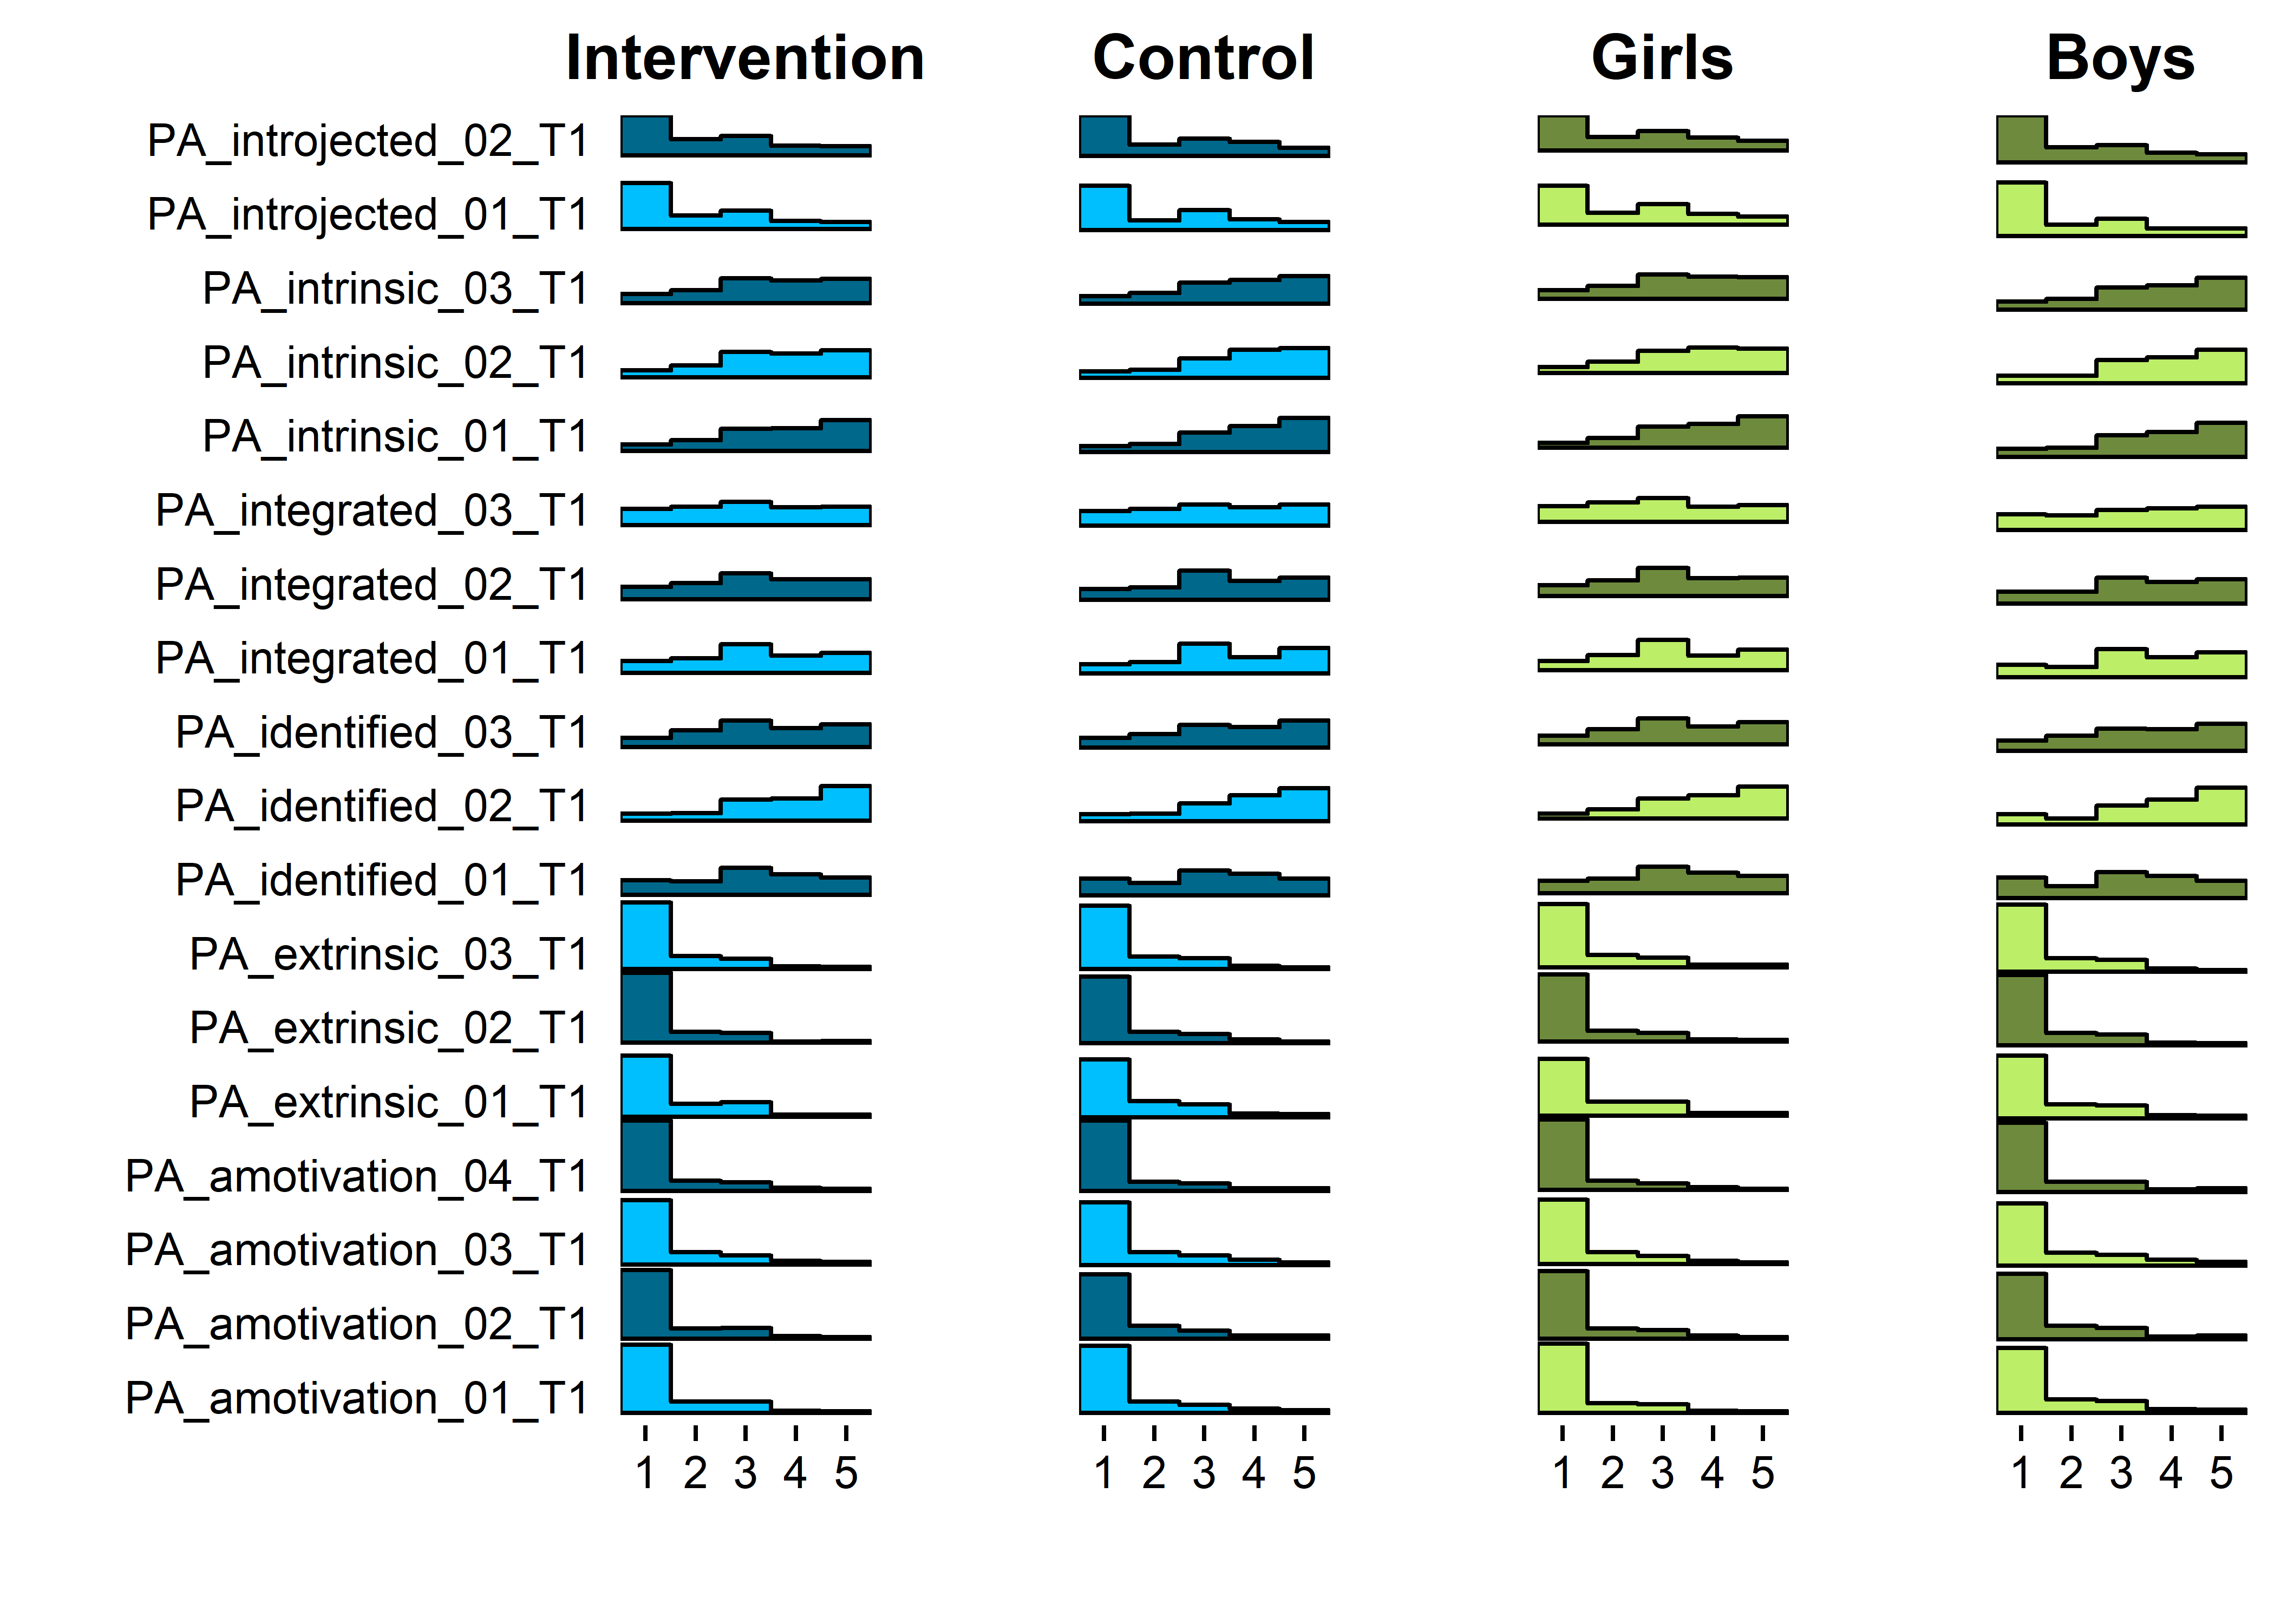 Intervention Control Girls Boys
PA_introjected_02_T1
PA_introjected_01_T1
PA_intrinsic_03_T1
PA_intrinsic_02_T1
PA_intrinsic_01_T1
PA_integrated_03_T1
PA_integrated_02_T1
PA_integrated_01_T1
PA_identified_03_T1
PA_identified_02_T1
PA_identified_01_T1
PA_extrinsic_03_T1
PA_extrinsic_02_T1
PA_extrinsic_01_T1
PA_amotivation_04_T1
PA_amotivation_03_T1
PA_amotivation_02_T1
PA_amotivation_01_T1
1 2 3 4 5 1 2 3 4 5 1 2 3 4 5 1 2 3 4 5